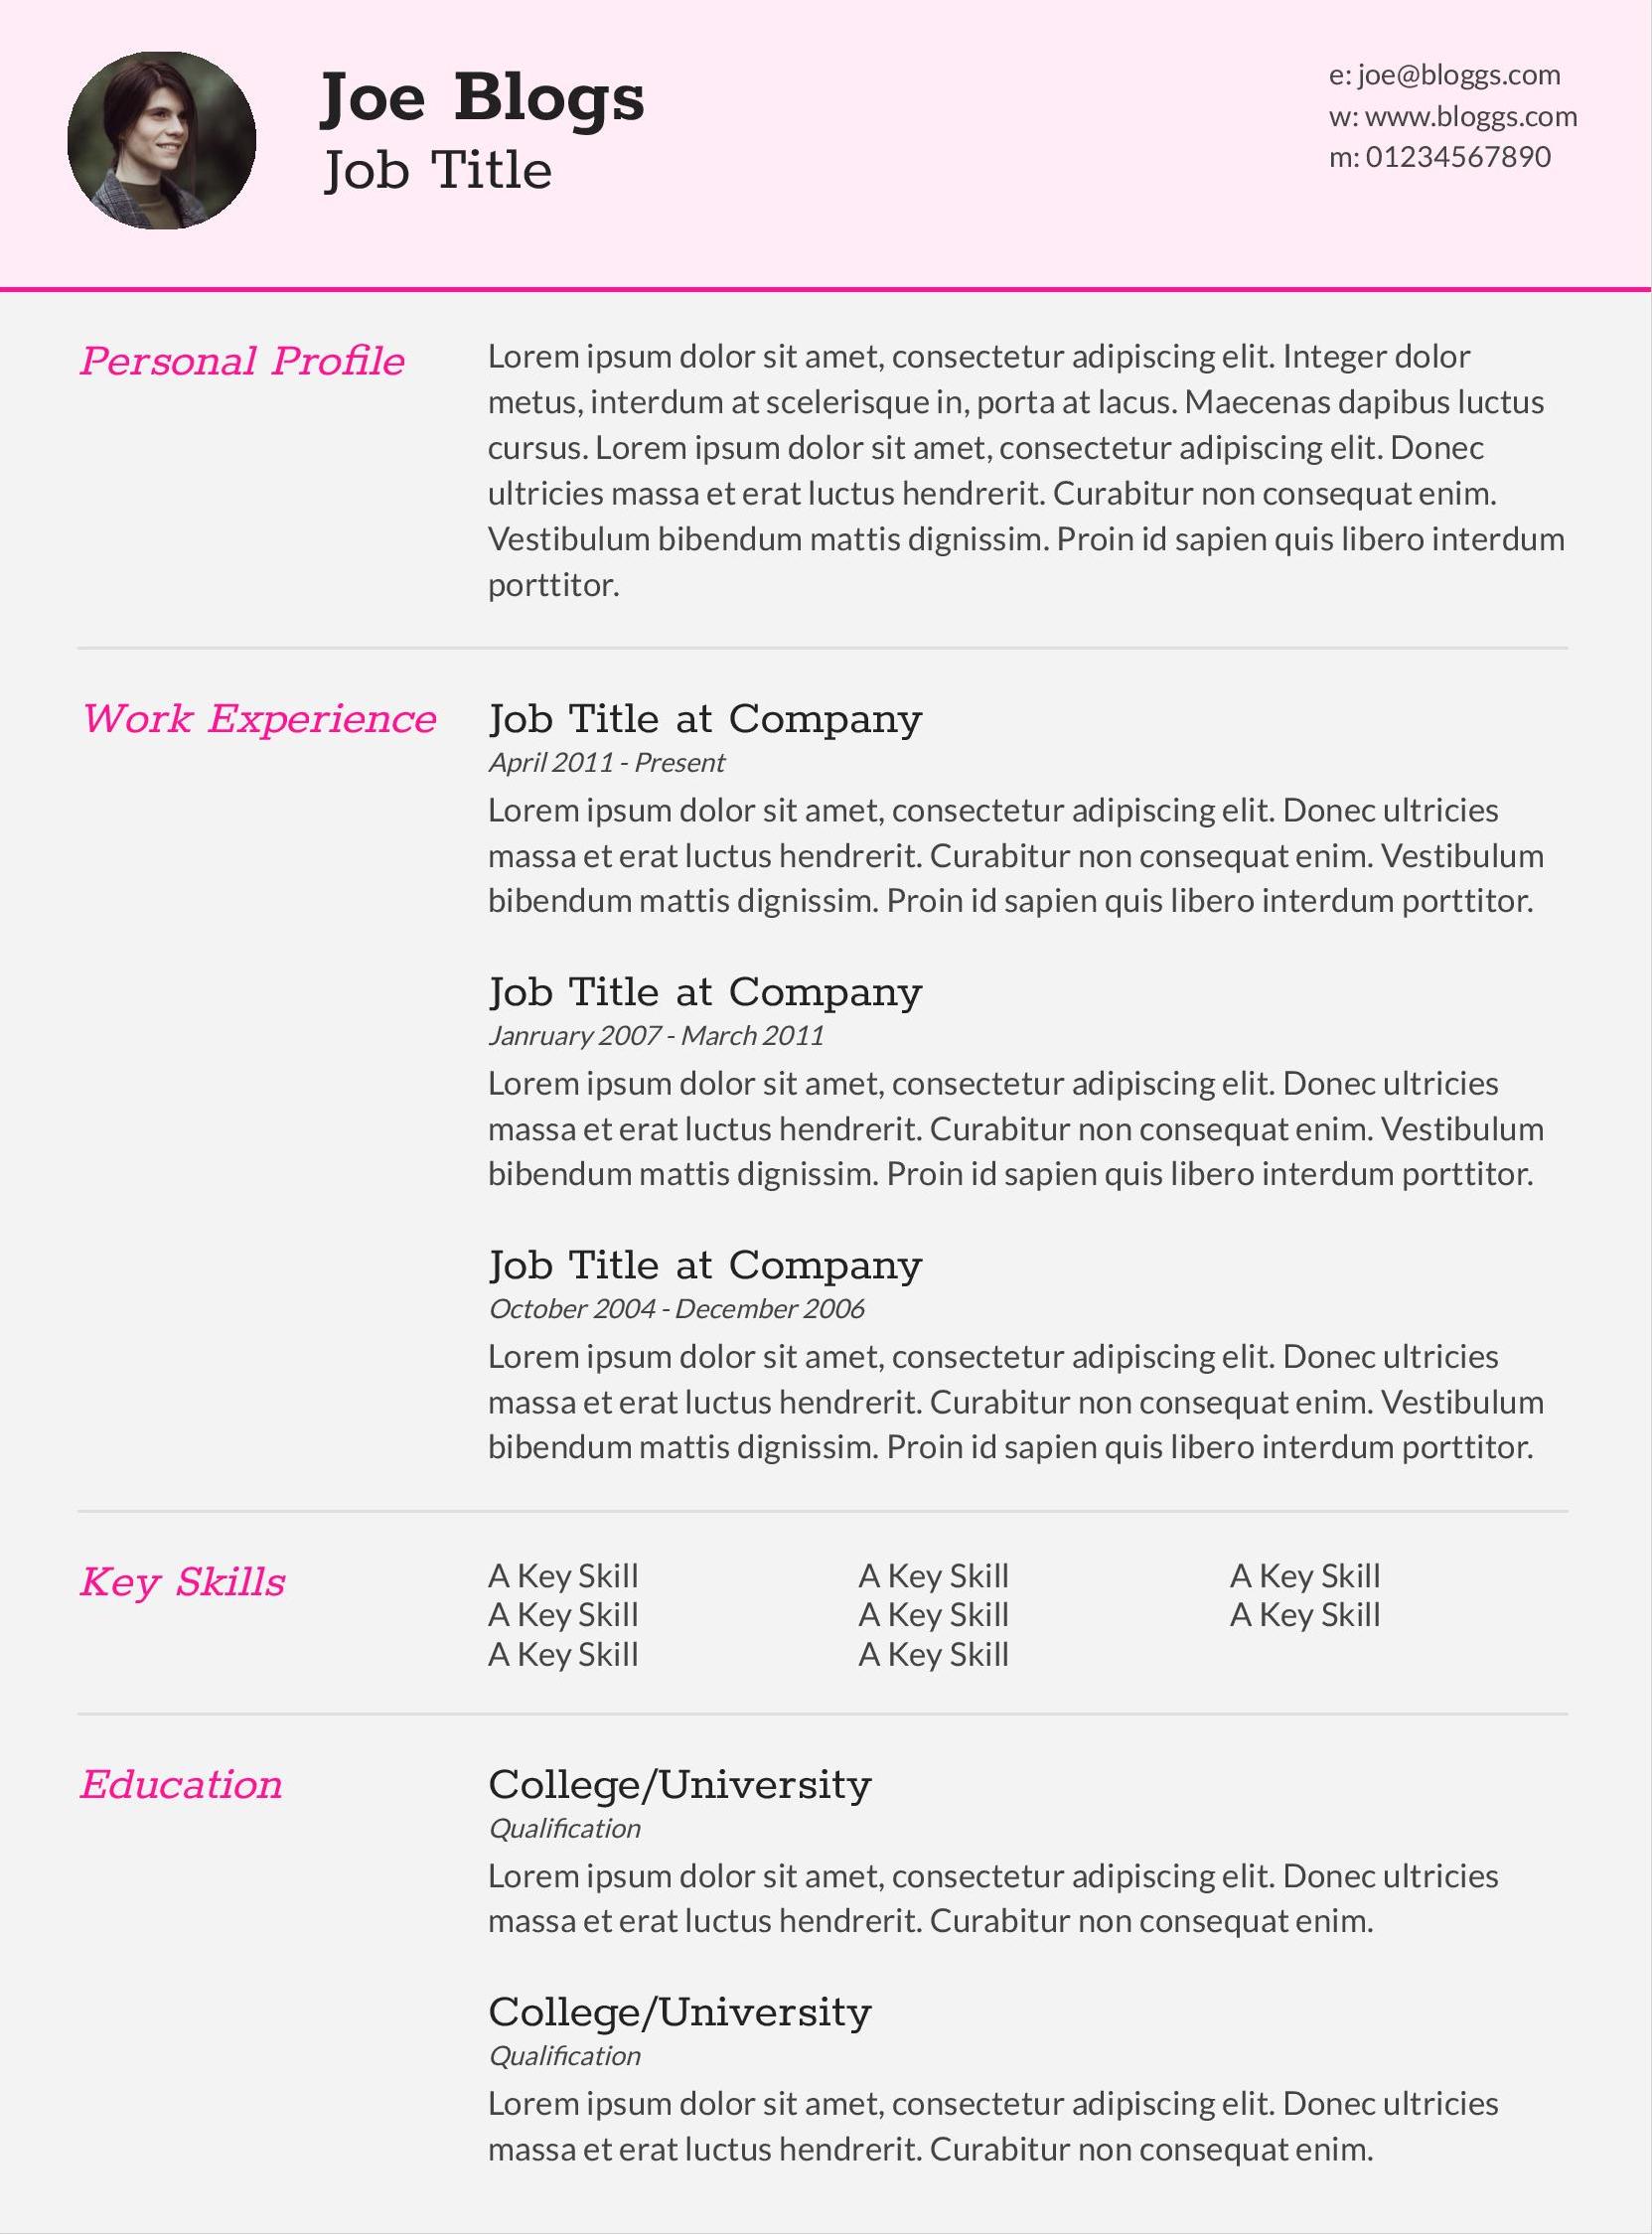 Joe Blogs
Job Title
e: joe@bloggs.com
w: www.bloggs.com
m: 01234567890
Personal Profile
Lorem ipsum dolor sit amet, consectetur adipiscing elit. Integer dolor
metus, interdum at scelerisque in, porta at lacus. Maecenas dapibus luctus
cursus. Lorem ipsum dolor sit amet, consectetur adipiscing elit. Donec
ultricies massa et erat luctus hendrerit. Curabitur non consequat enim.
Vestibulum bibendum mattis dignissim. Proin id sapien quis libero interdum
porttitor.
Work Experience
Job Title at Company
April 2011 - Present
Lorem ipsum dolor sit amet, consectetur adipiscing elit. Donec ultricies
massa et erat luctus hendrerit. Curabitur non consequat enim. Vestibulum
bibendum mattis dignissim. Proin id sapien quis libero interdum porttitor.
Job Title at Company
Janruary 2007 - March 2011
Lorem ipsum dolor sit amet, consectetur adipiscing elit. Donec ultricies
massa et erat luctus hendrerit. Curabitur non consequat enim. Vestibulum
bibendum mattis dignissim. Proin id sapien quis libero interdum porttitor.
Job Title at Company
October 2004 - December 2006
Lorem ipsum dolor sit amet, consectetur adipiscing elit. Donec ultricies
massa et erat luctus hendrerit. Curabitur non consequat enim. Vestibulum
bibendum mattis dignissim. Proin id sapien quis libero interdum porttitor.
Key Skills
A Key Skill A Key Skill A Key Skill
A Key Skill A Key Skill A Key Skill
A Key Skill A Key Skill
Education
College/University
Qualification
Lorem ipsum dolor sit amet, consectetur adipiscing elit. Donec ultricies
massa et erat luctus hendrerit. Curabitur non consequat enim.
College/University
Qualification
Lorem ipsum dolor sit amet, consectetur adipiscing elit. Donec ultricies
massa et erat luctus hendrerit. Curabitur non consequat enim.